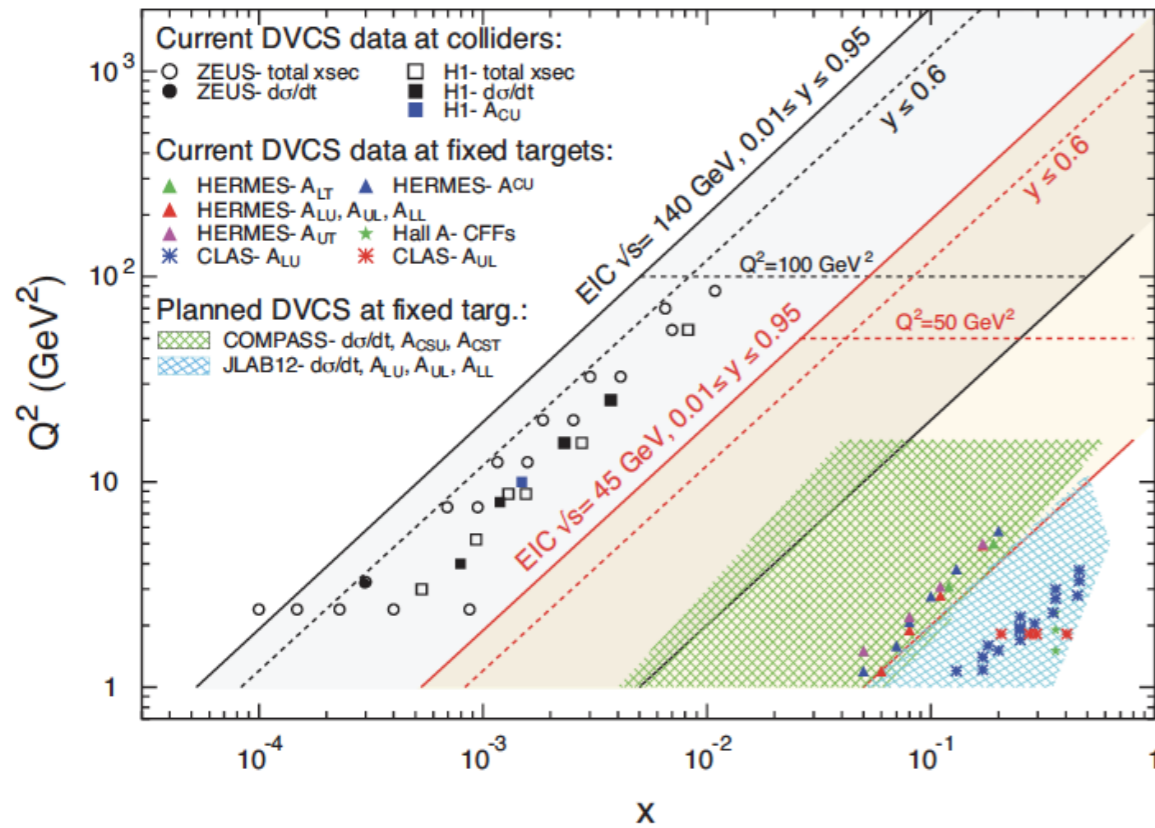 Current DVCS data at colliders:
ZEUS- total xsec H1- total xsec
ZEUS- dσ/dt H1- dσ/dt
H1- A_CU
Current DVCS data at fixed targets:
HERMES- A_LT HERMES- A^CU
HERMES- A_LU, A_UL, A_LL
HERMES- A_UT Hall A- CFFs
CLAS- A_LU CLAS- A_UL
Planned DVCS at fixed targ.:
COMPASS- dσ/dt, A_CSU, A_CST
JLAB12- dσ/dt, A_LU, A_UL, A_LL
EIC √s= 140 GeV, 0.01≤ y ≤ 0.95
y ≤ 0.6
EIC √s= 45 GeV, 0.01≤ y ≤ 0.95
y ≤ 0.6
Q²=100 GeV²
Q²=50 GeV²
Q² (GeV²)
10³
10²
10
1
10⁻⁴ 10⁻³ 10⁻² 10⁻¹ 1
x